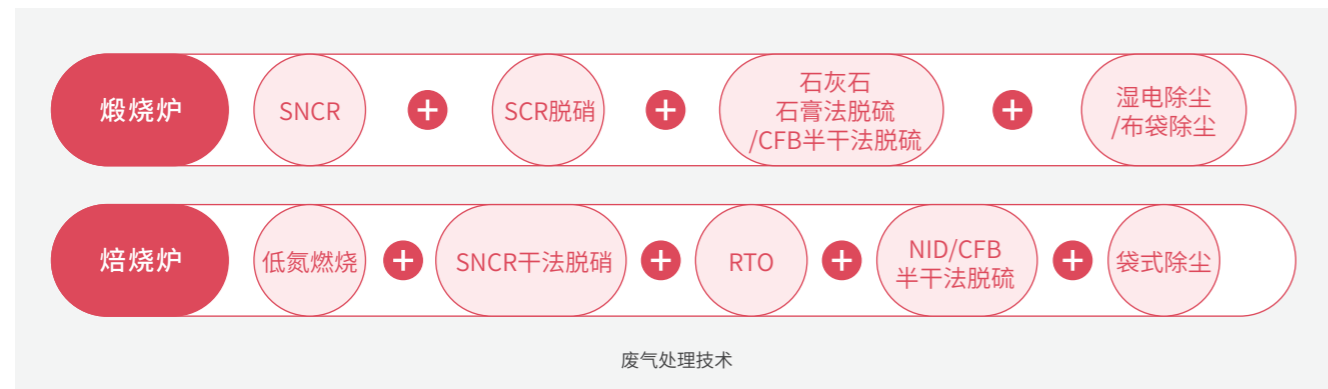 煅烧炉
SNCR
+
SCR脱硝
+
石灰石
石膏法脱硫
/CFB半干法脱硫
+
湿电除尘
/布袋除尘
焙烧炉
低氮燃烧
+
SNCR干法脱硝
+
RTO
+
NID/CFB
半干法脱硫
+
袋式除尘
废气处理技术